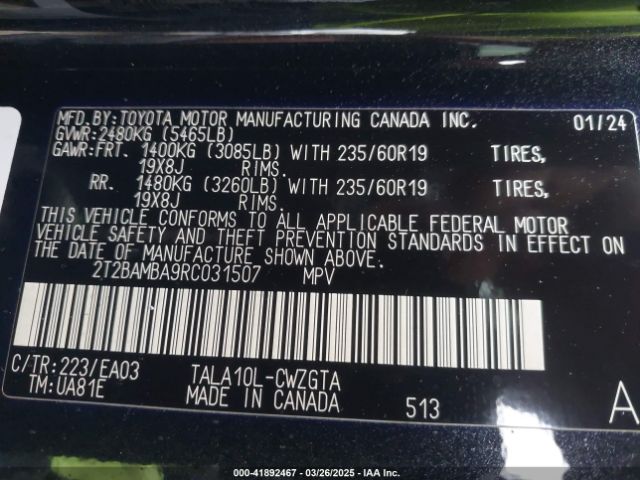 MFD.BY:TOYOTA MOTOR MANUFACTURING CANADA INC. 01/24
GVWR:2480KG (5465LB)
GAWR:FRT. 1400KG (3085LB) WITH 235/60R19 TIRES,
19X8J RIMS.
RR. 1480KG (3260LB) WITH 235/60R19 TIRES,
19X8J RIMS.
THIS VEHICLE CONFORMS TO ALL APPLICABLE FEDERAL MOTOR
VEHICLE SAFETY AND THEFT PREVENTION STANDARDS IN EFFECT ON
THE DATE OF MANUFACTURE SHOWN ABOVE.
2T2BAMBA9RC031507 MPV
C/TR:223/EA03 TALA10L-CWZGTA
TM:UA81E MADE IN CANADA 513 A
000-41892467 - 03/26/2025 - IAA Inc.